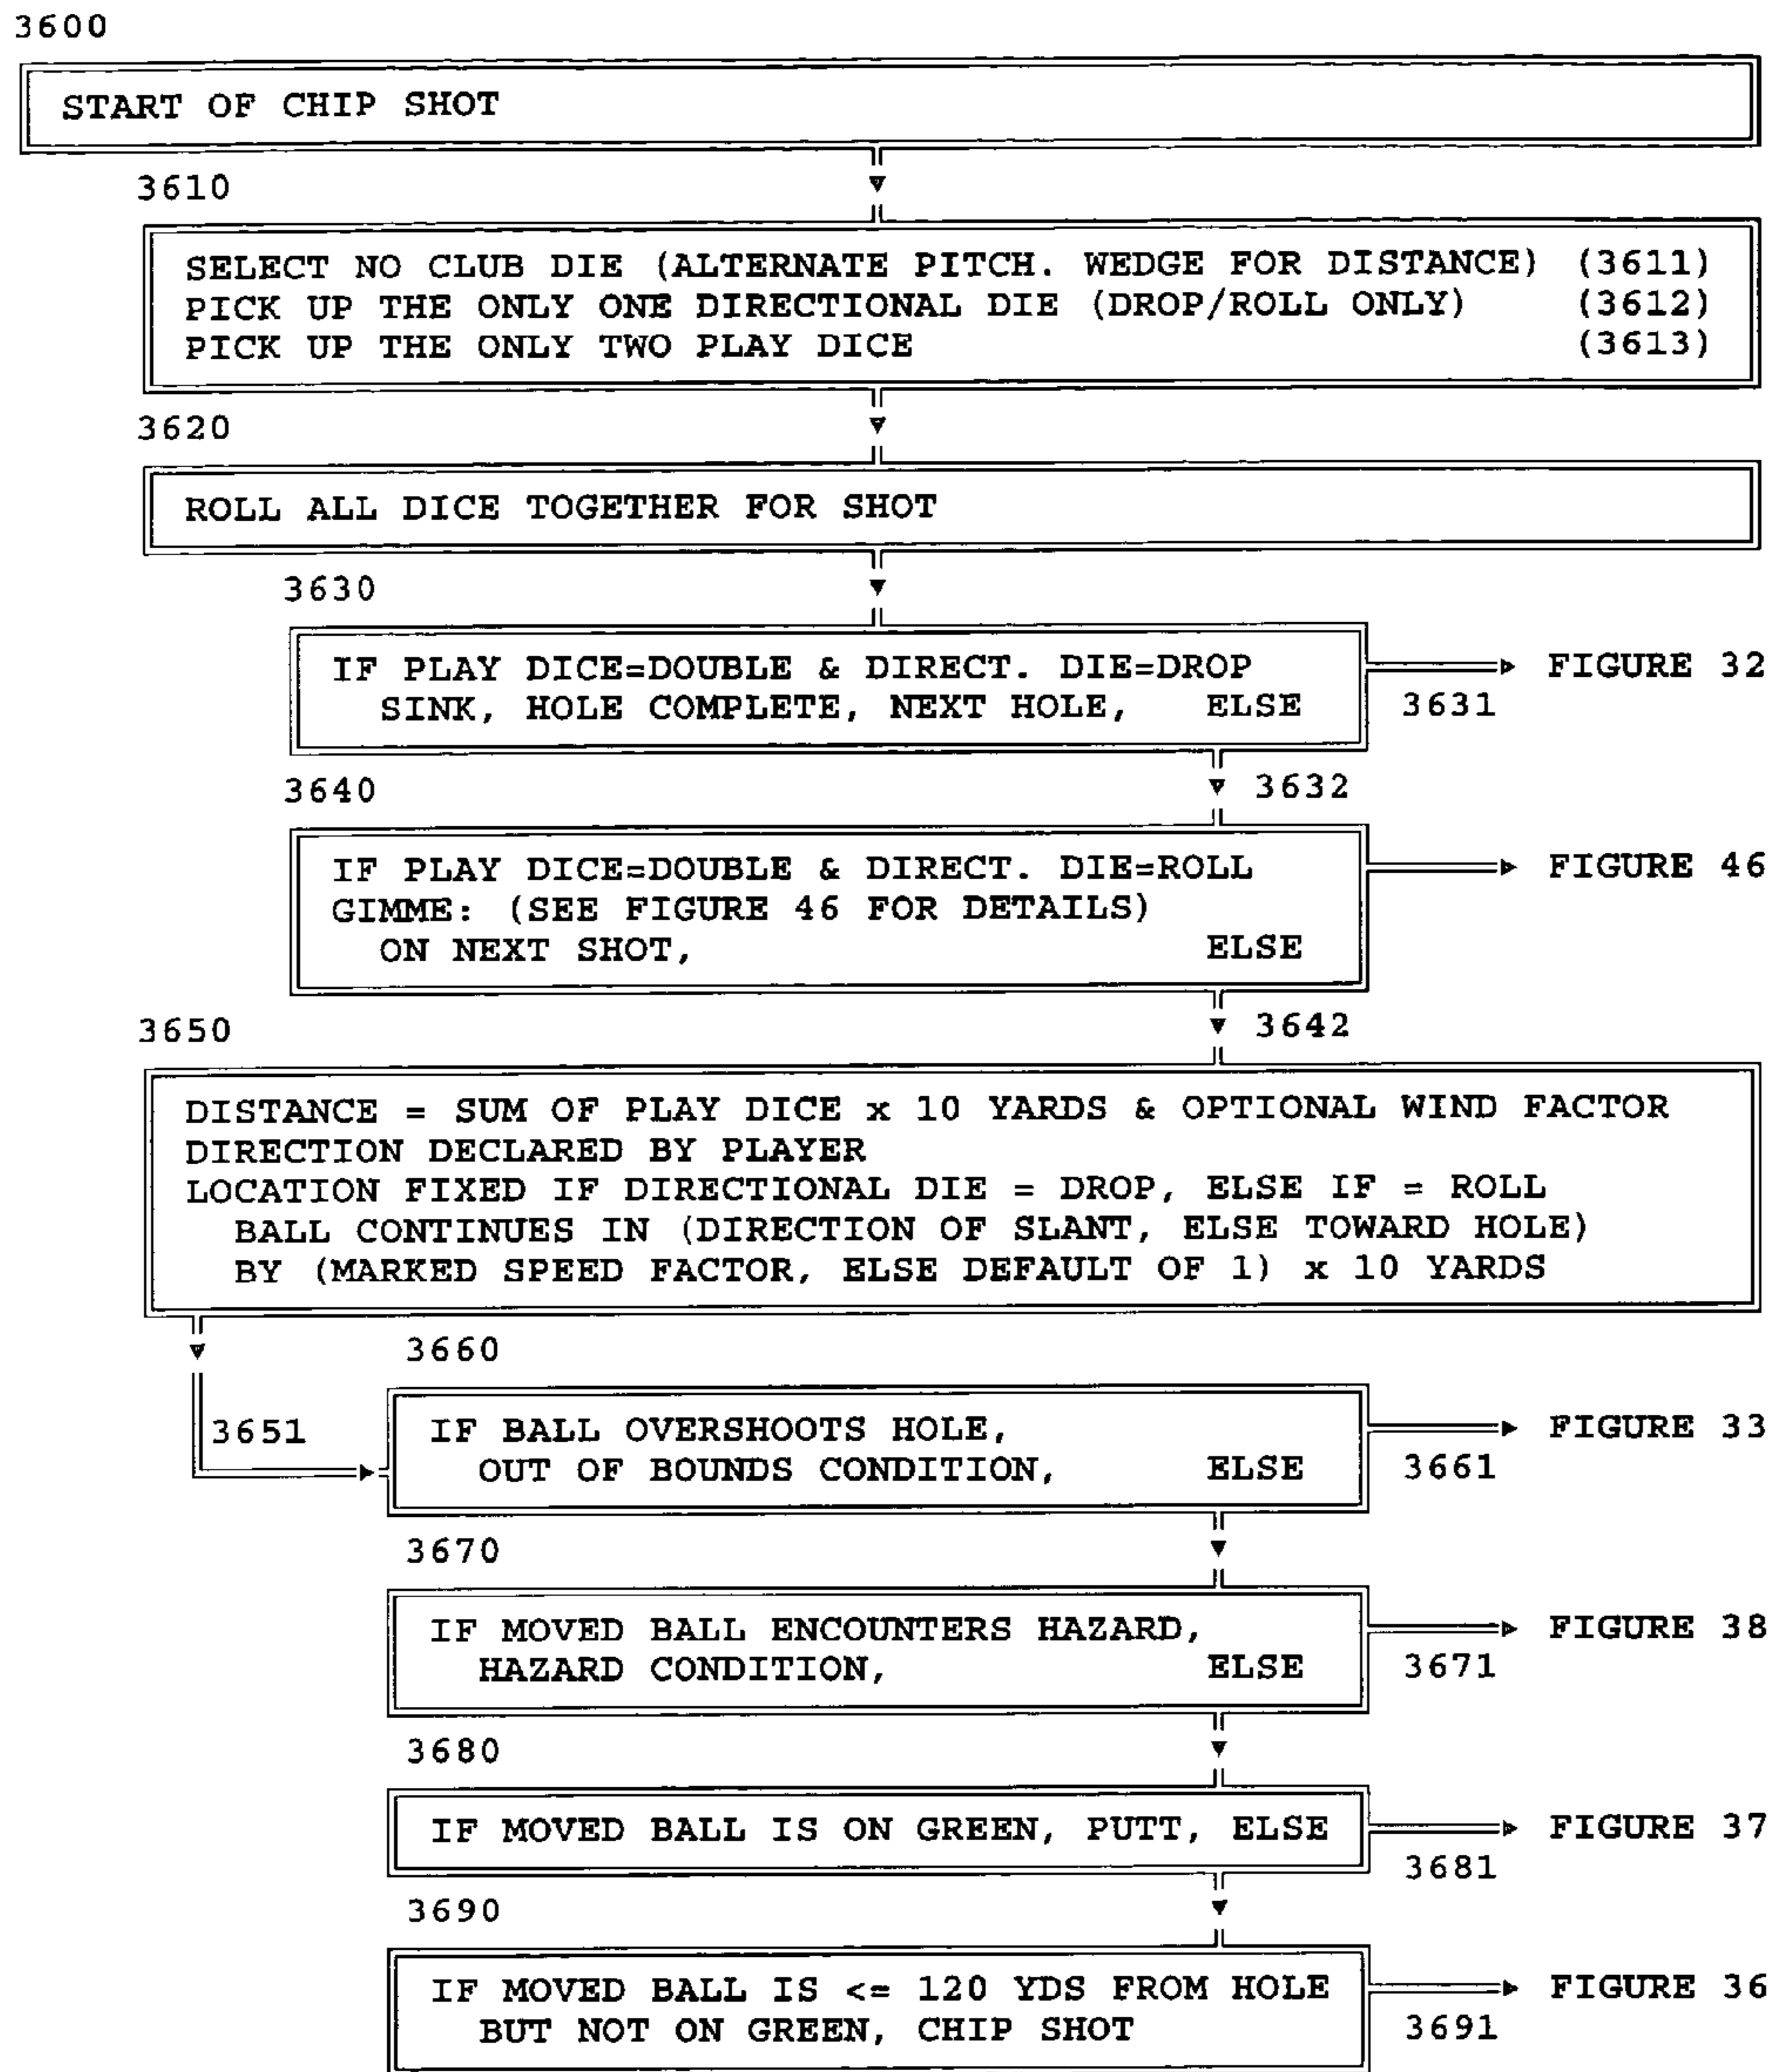 3600
START OF CHIP SHOT
3610
SELECT NO CLUB DIE (ALTERNATE PITCH. WEDGE FOR DISTANCE) (3611)
PICK UP THE ONLY ONE DIRECTIONAL DIE (DROP/ROLL ONLY) (3612)
PICK UP THE ONLY TWO PLAY DICE (3613)
3620
ROLL ALL DICE TOGETHER FOR SHOT
3630
IF PLAY DICE=DOUBLE & DIRECT. DIE=DROP
SINK, HOLE COMPLETE, NEXT HOLE, ELSE
FIGURE 32
3631
3632
3640
IF PLAY DICE=DOUBLE & DIRECT. DIE=ROLL
GIMME: (SEE FIGURE 46 FOR DETAILS)
ON NEXT SHOT, ELSE
FIGURE 46
3642
3650
DISTANCE = SUM OF PLAY DICE x 10 YARDS & OPTIONAL WIND FACTOR
DIRECTION DECLARED BY PLAYER
LOCATION FIXED IF DIRECTIONAL DIE = DROP, ELSE IF = ROLL
BALL CONTINUES IN (DIRECTION OF SLANT, ELSE TOWARD HOLE)
BY (MARKED SPEED FACTOR, ELSE DEFAULT OF 1) x 10 YARDS
3651
3660
IF BALL OVERSHOOTS HOLE,
OUT OF BOUNDS CONDITION, ELSE
FIGURE 33
3661
3670
IF MOVED BALL ENCOUNTERS HAZARD,
HAZARD CONDITION, ELSE
FIGURE 38
3671
3680
IF MOVED BALL IS ON GREEN, PUTT, ELSE
FIGURE 37
3681
3690
IF MOVED BALL IS <= 120 YDS FROM HOLE
BUT NOT ON GREEN, CHIP SHOT
FIGURE 36
3691